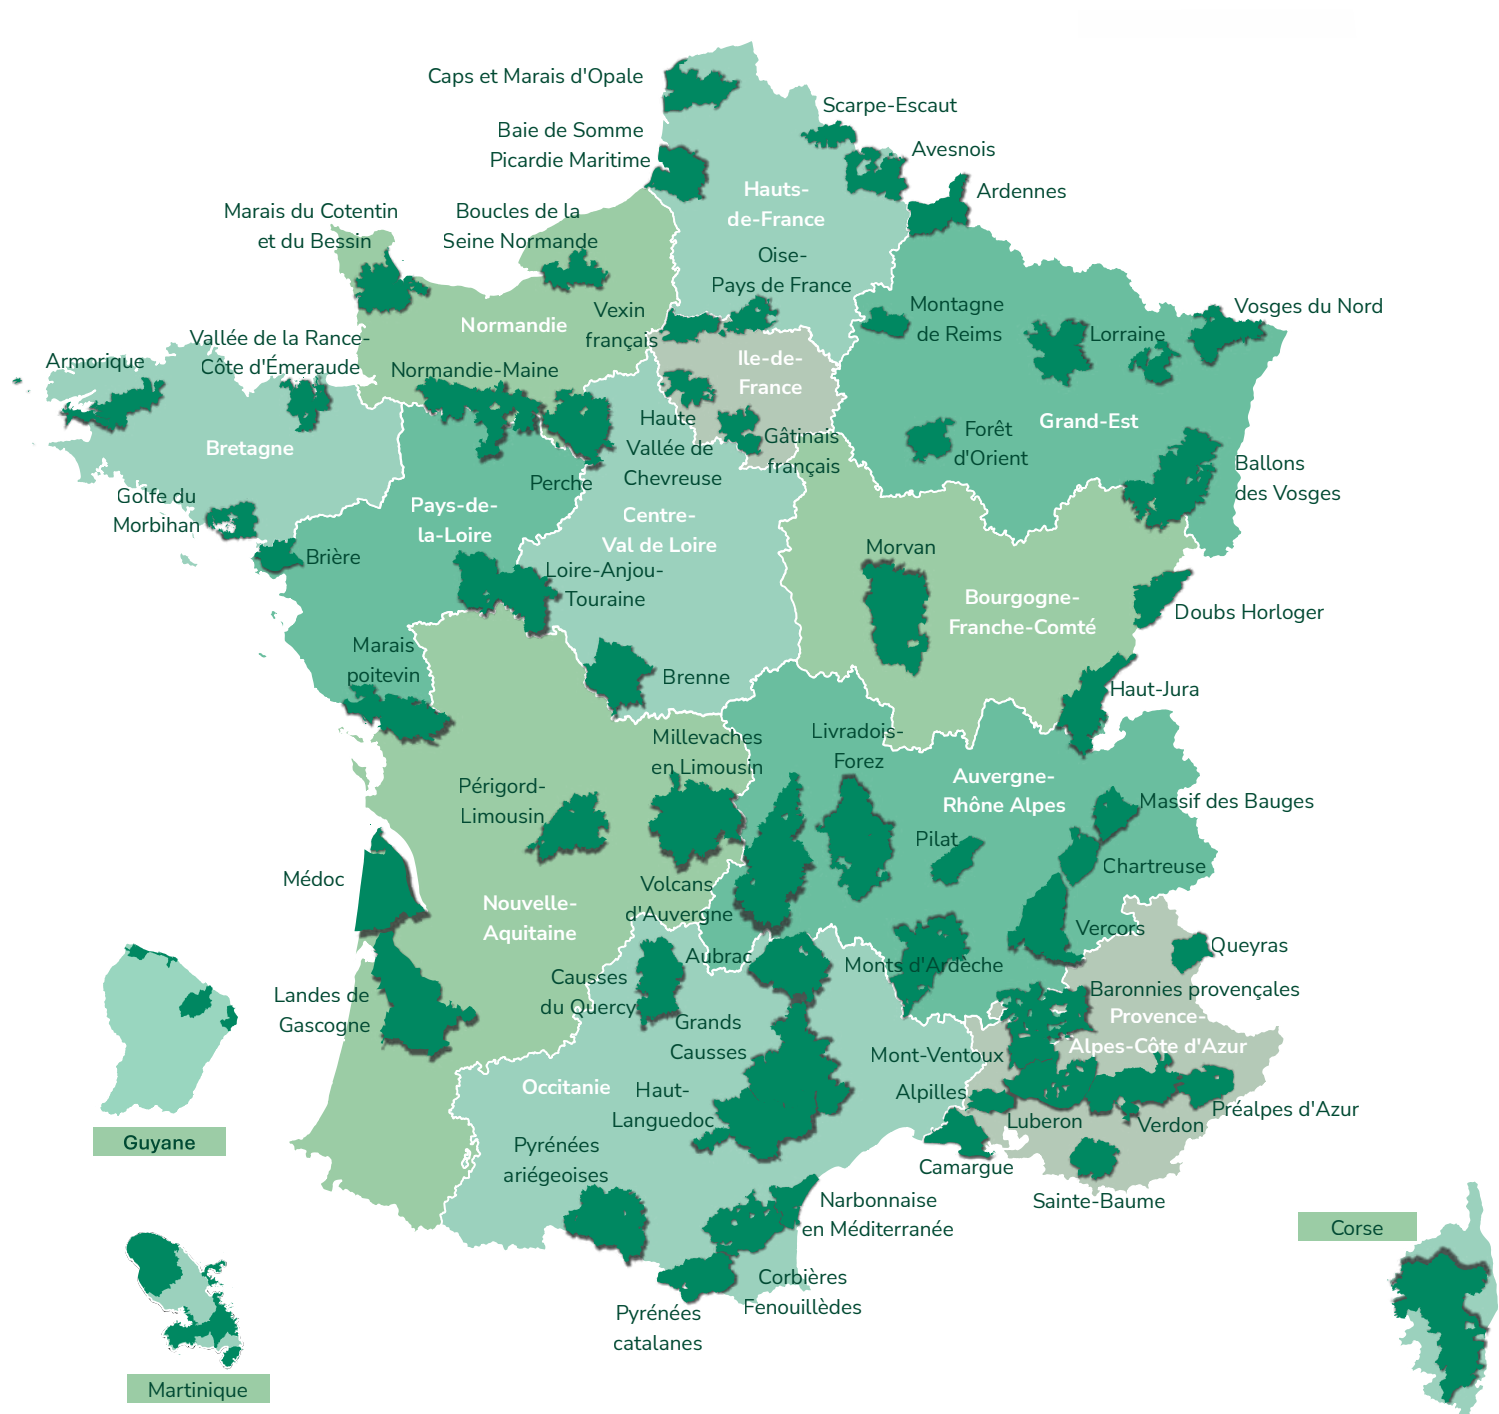 Caps et Marais d'Opale
Scarpe-Escaut
Baie de Somme
Picardie Maritime
Avesnois
Ardennes
Hauts-
de-France
Marais du Cotentin
et du Bessin
Boucles de la
Seine Normande
Oise-
Pays de France
Vexin
français
Normandie
Montagne
de Reims
Lorraine
Vosges du Nord
Vallée de la Rance-
Côte d'Émeraude
Armorique
Normandie-Maine
Ile-de-
France
Haute
Vallée de
Chevreuse
Gâtinais
français
Grand-Est
Forêt
d'Orient
Bretagne
Ballons
des Vosges
Perche
Golfe du
Morbihan
Pays-de-
la-Loire
Centre-
Val de Loire
Brière
Morvan
Loire-Anjou-
Touraine
Bourgogne-
Franche-Comté
Doubs Horloger
Marais
poitevin
Brenne
Haut-Jura
Millevaches
en Limousin
Livradois-
Forez
Périgord-
Limousin
Auvergne-
Rhône Alpes
Massif des Bauges
Pilat
Chartreuse
Médoc
Volcans
d'Auvergne
Nouvelle-
Aquitaine
Vercors
Queyras
Aubrac
Monts d'Ardèche
Causses
du Quercy
Landes de
Gascogne
Baronnies provençales
Grands
Causses
Provence-
Alpes-Côte d'Azur
Mont-Ventoux
Occitanie
Haut-
Languedoc
Alpilles
Luberon
Verdon
Préalpes d'Azur
Guyane
Pyrénées
ariégeoises
Camargue
Sainte-Baume
Narbonnaise
en Méditerranée
Corse
Corbières
Fenouillèdes
Pyrénées
catalanes
Martinique